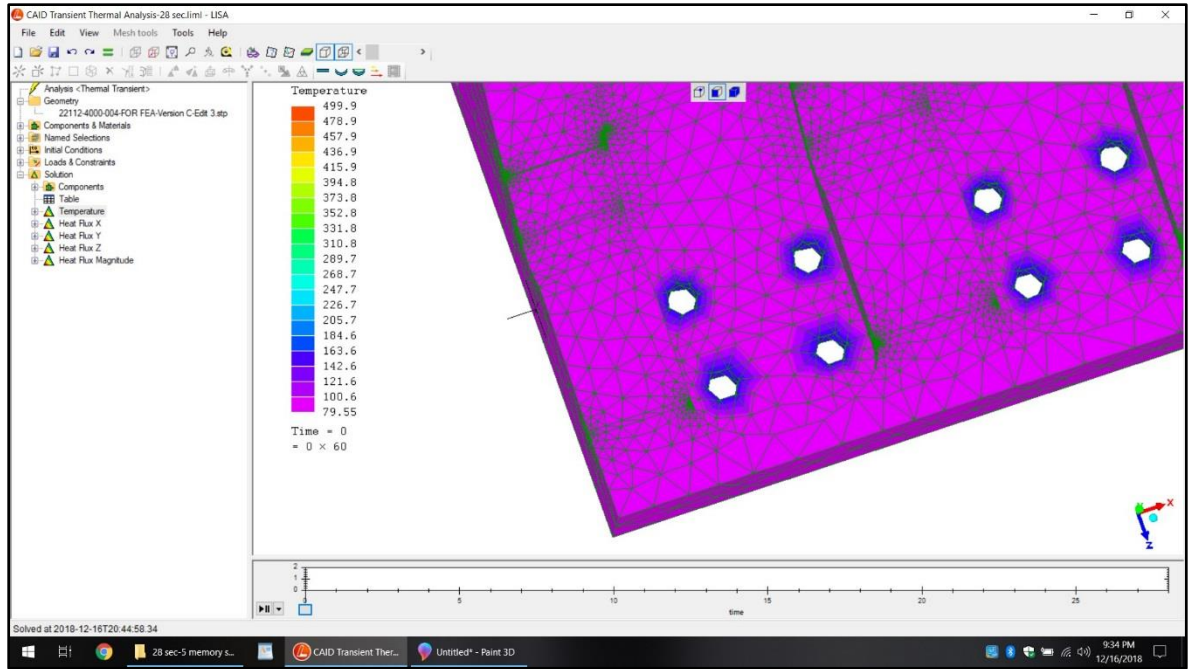 CAID Transient Thermal Analysis-28 sec.liml - LISA
File Edit View Mesh tools Tools Help
Analysis <Thermal Transient>
Geometry
22112-4000-004-FOR FEA-Version C-Edit 3.stp
Components & Materials
Named Selections
Initial Conditions
Loads & Constraints
Solution
Components
Table
Temperature
Heat Flux X
Heat Flux Y
Heat Flux Z
Heat Flux Magnitude
Temperature
499.9
478.9
457.9
436.9
415.9
394.8
373.8
352.8
331.8
310.8
289.7
268.7
247.7
226.7
205.7
184.6
163.6
142.6
121.6
100.6
79.55
Time = 0
= 0 × 60
X
Z
2
1
0
0 5 10 15 20 25
time
Solved at 2018-12-16T20:44:58.34
28 sec-5 memory s...
CAID Transient Ther...
Untitled* - Paint 3D
9:34 PM
12/16/2018